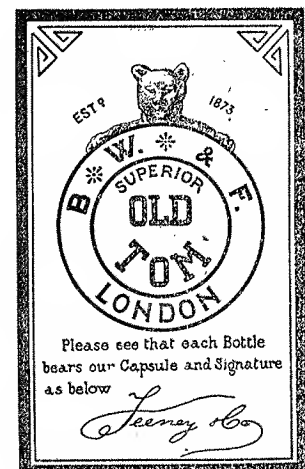 ESTD 1873.
B * W. * & F.
SUPERIOR
OLD
TOM
LONDON
Please see that each Bottle
bears our Capsule and Signature
as below
Feeney & Co